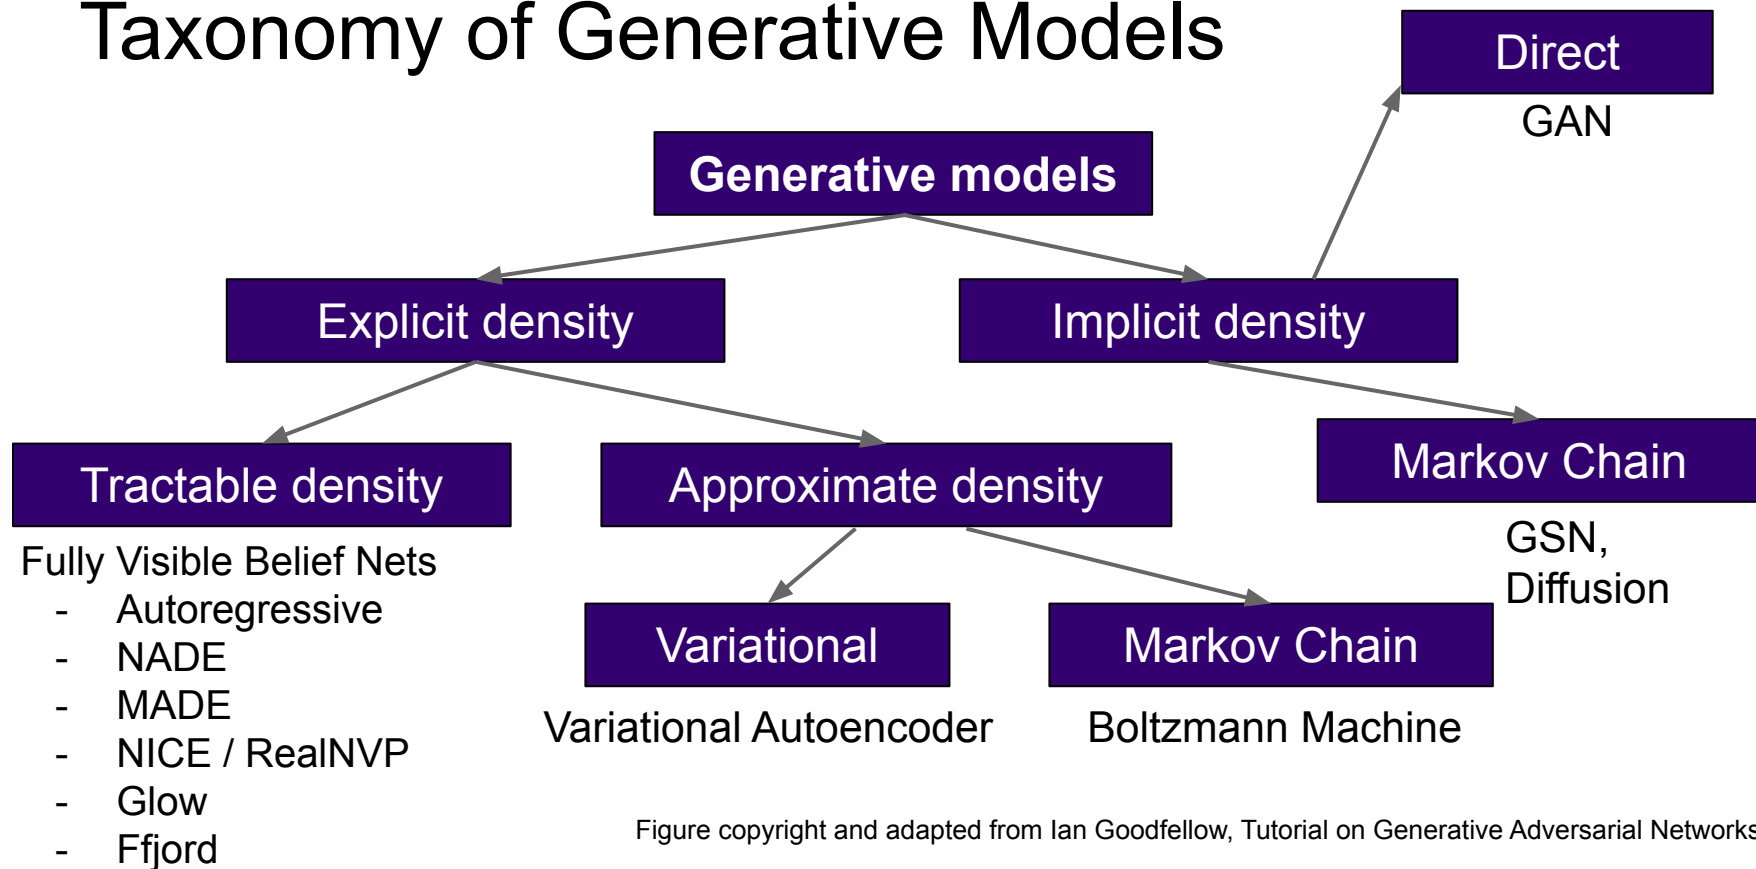 Taxonomy of Generative Models
Direct
GAN
Generative models
Explicit density
Implicit density
Tractable density
Approximate density
Markov Chain
GSN,
Diffusion
Fully Visible Belief Nets
- Autoregressive
- NADE
- MADE
- NICE / RealNVP
- Glow
- Ffjord
Variational
Markov Chain
Variational Autoencoder
Boltzmann Machine
Figure copyright and adapted from Ian Goodfellow, Tutorial on Generative Adversarial Networks